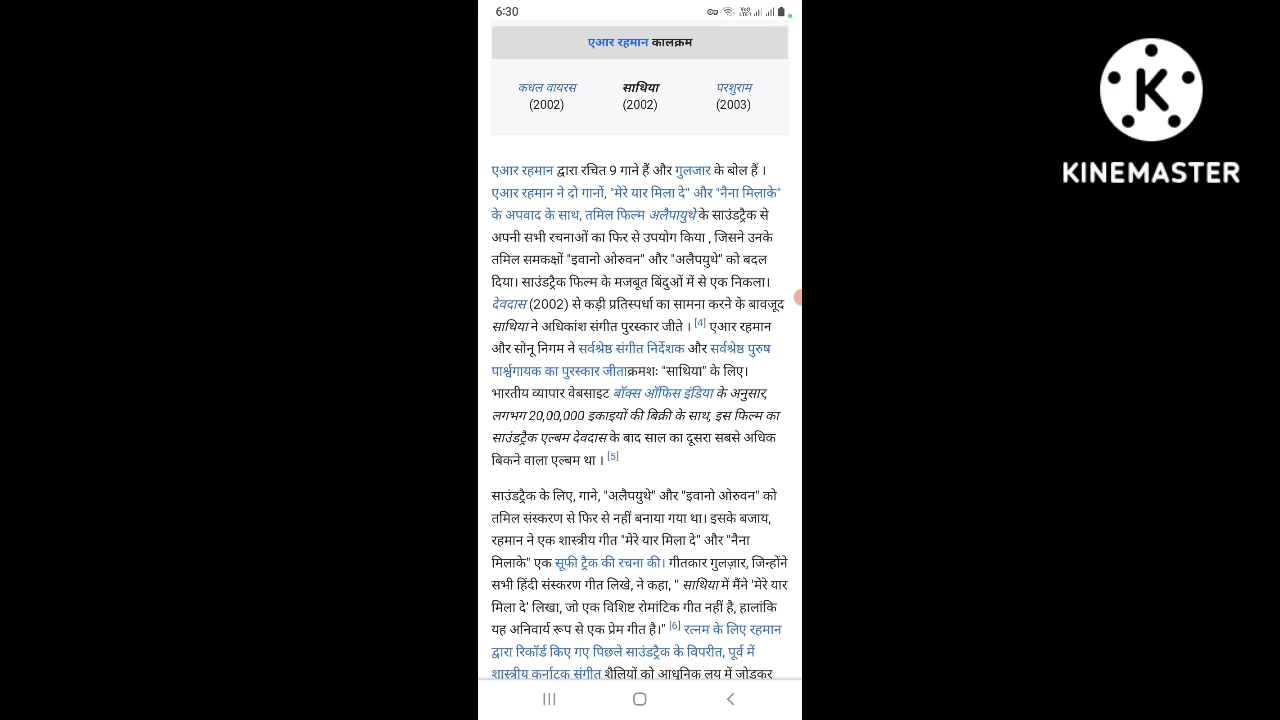 6:30
एआर रहमान कालक्रम
कधल वायरस साथिया परशुराम
(2002) (2002) (2003)
एआर रहमान द्वारा रचित 9 गाने हैं और गुलजार के बोल हैं ।
एआर रहमान ने दो गानों, "मेरे यार मिला दे" और "नैना मिलाके"
के अपवाद के साथ, तमिल फिल्म अलैपायुथे के साउंडट्रैक से
अपनी सभी रचनाओं का फिर से उपयोग किया , जिसने उनके
तमिल समकक्षों "इवानो ओरुवन" और "अलैपयुथे" को बदल
दिया। साउंडट्रैक फिल्म के मजबूत बिंदुओं में से एक निकला।
देवदास (2002) से कड़ी प्रतिस्पर्धा का सामना करने के बावजूद
साथिया ने अधिकांश संगीत पुरस्कार जीते । [4] एआर रहमान
और सोनू निगम ने सर्वश्रेष्ठ संगीत निर्देशक और सर्वश्रेष्ठ पुरुष
पार्श्वगायक का पुरस्कार जीताक्रमशः "साथिया" के लिए।
भारतीय व्यापार वेबसाइट बॉक्स ऑफिस इंडिया के अनुसार,
लगभग 20,00,000 इकाइयों की बिक्री के साथ, इस फिल्म का
साउंडट्रैक एल्बम देवदास के बाद साल का दूसरा सबसे अधिक
बिकने वाला एल्बम था । [5]
साउंडट्रैक के लिए, गाने, "अलैपयुथे" और "इवानो ओरुवन" को
तमिल संस्करण से फिर से नहीं बनाया गया था। इसके बजाय,
रहमान ने एक शास्त्रीय गीत "मेरे यार मिला दे" और "नैना
मिलाके" एक सूफी ट्रैक की रचना की। गीतकार गुलज़ार, जिन्होंने
सभी हिंदी संस्करण गीत लिखे, ने कहा, " साथिया में मैंने 'मेरे यार
मिला दे' लिखा, जो एक विशिष्ट रोमांटिक गीत नहीं है, हालांकि
यह अनिवार्य रूप से एक प्रेम गीत है।" [6] रत्नम के लिए रहमान
द्वारा रिकॉर्ड किए गए पिछले साउंडट्रैक के विपरीत, पूर्व में
शास्त्रीय कर्नाटक संगीत शैलियों को आधुनिक लय में जोड़कर
K
KINEMASTER